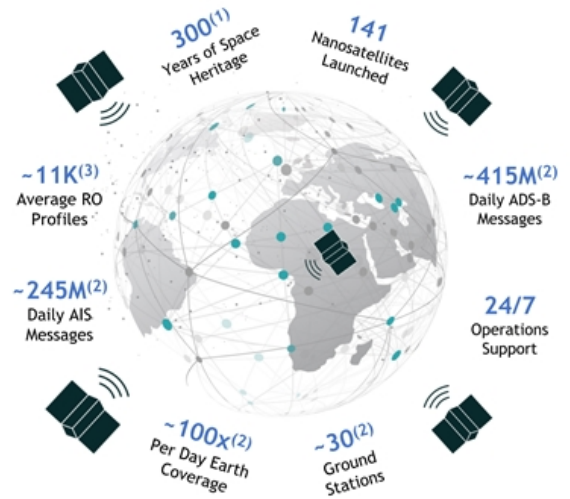 300(1)
Years of Space
Heritage
141
Nanosatellites
Launched
~11K(3)
Average RO
Profiles
~415M(2)
Daily ADS-B
Messages
~245M(2)
Daily AIS
Messages
24/7
Operations
Support
~100x(2)
Per Day Earth
Coverage
~30(2)
Ground
Stations